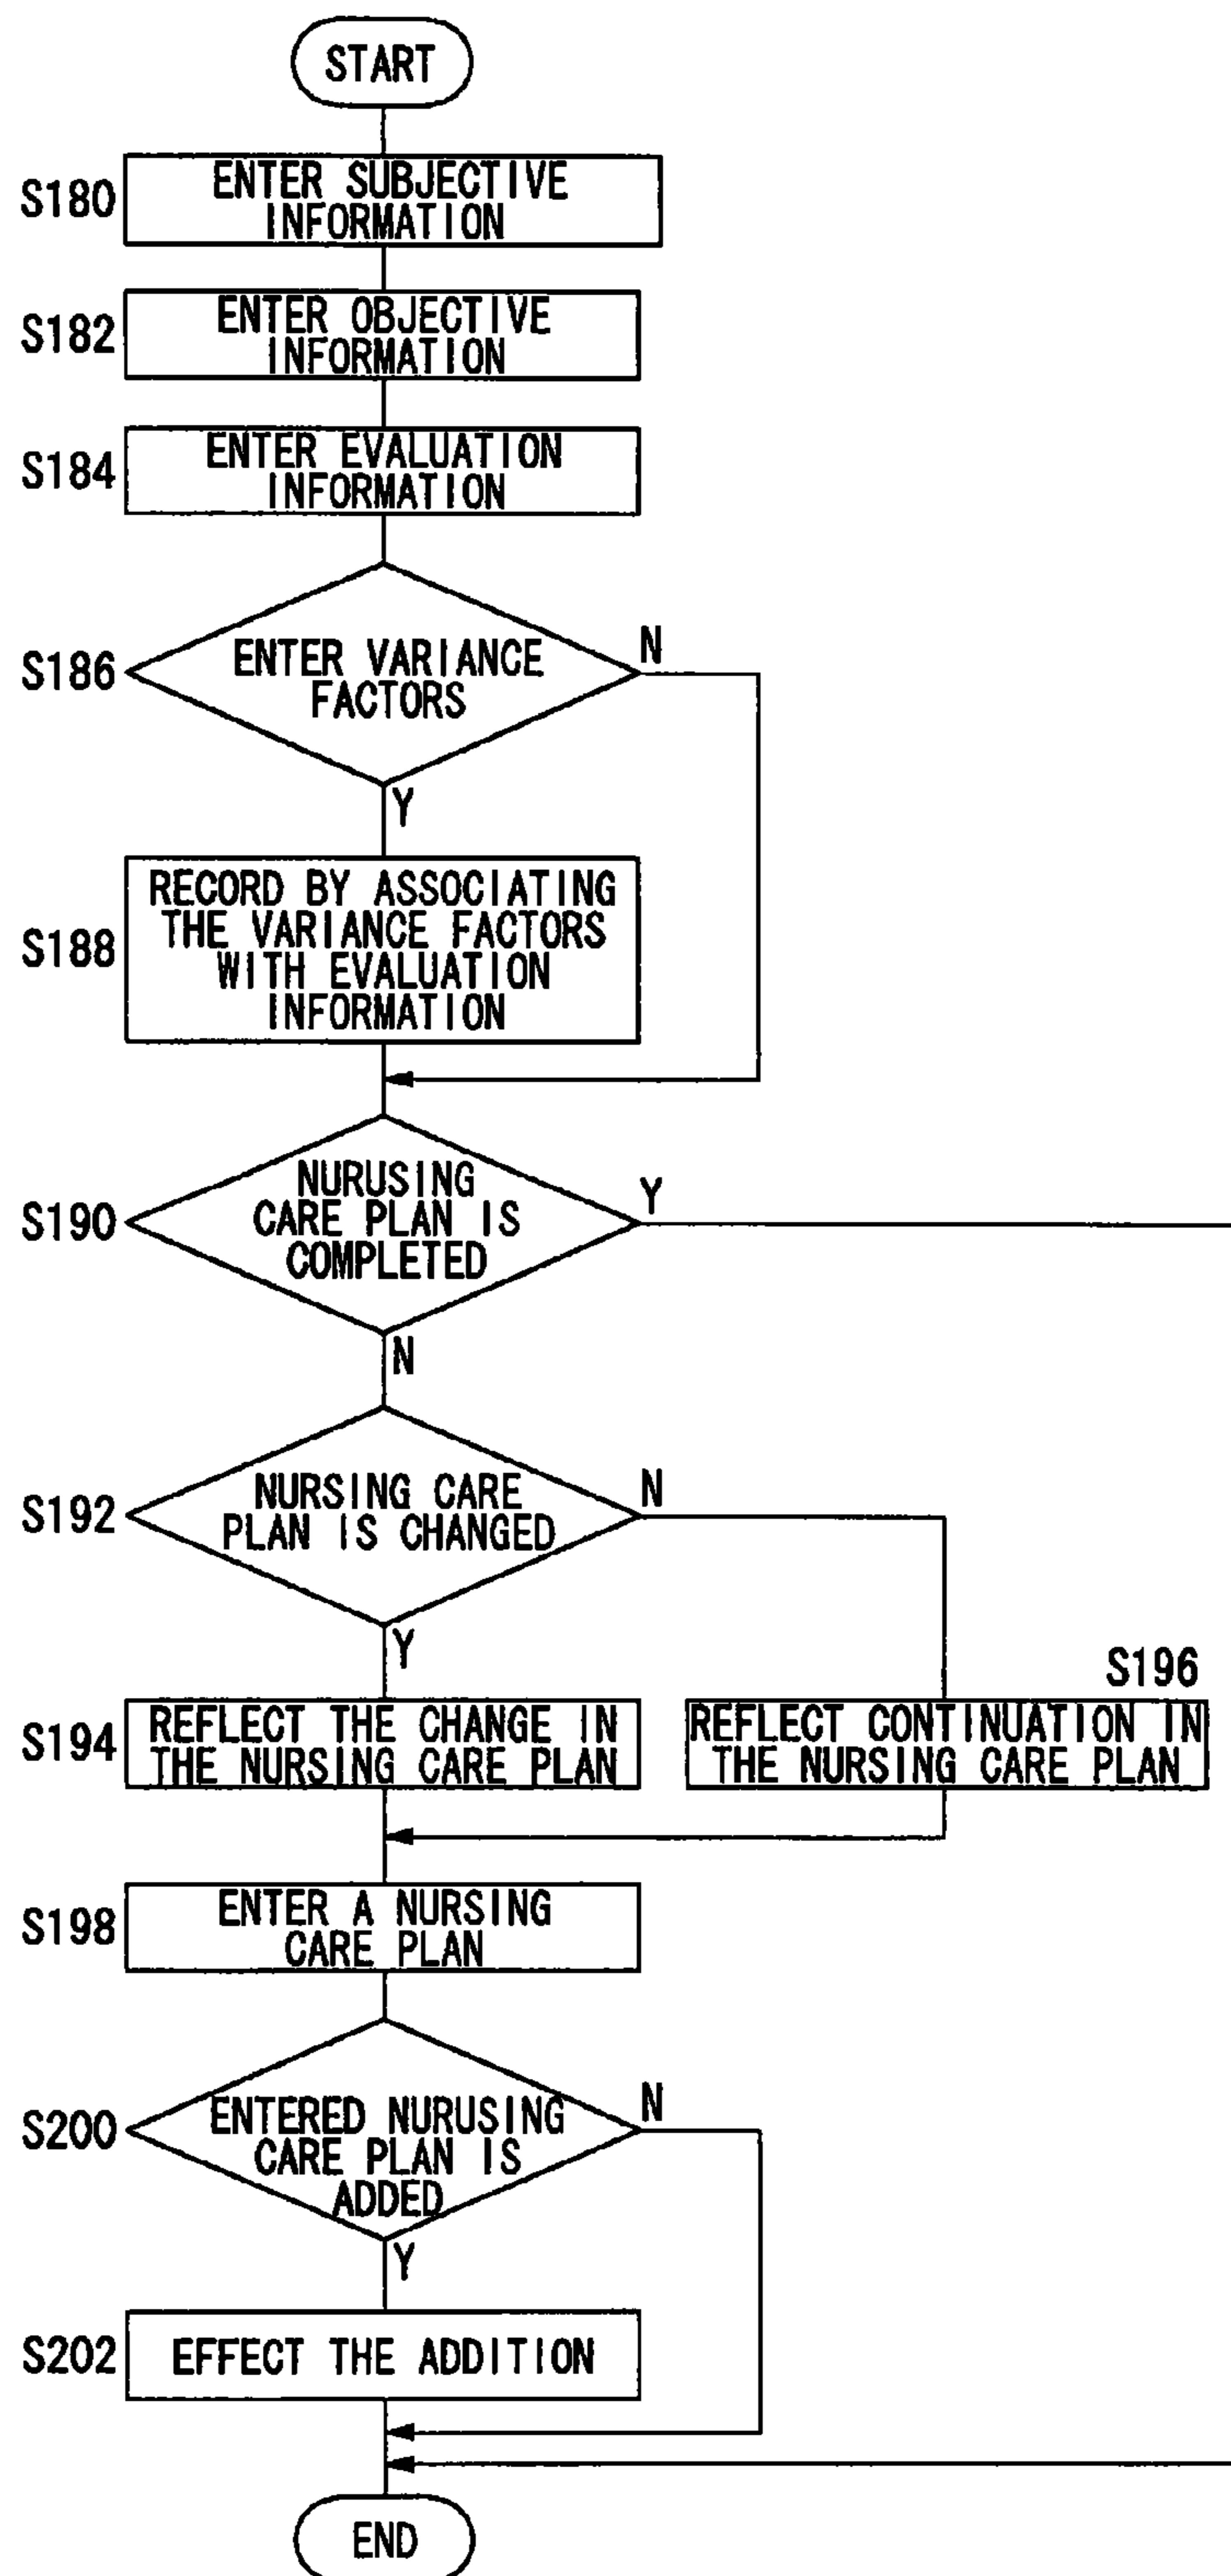 START
S180
ENTER SUBJECTIVE
INFORMATION
S182
ENTER OBJECTIVE
INFORMATION
S184
ENTER EVALUATION
INFORMATION
S186
ENTER VARIANCE
FACTORS
N
Y
S188
RECORD BY ASSOCIATING
THE VARIANCE FACTORS
WITH EVALUATION
INFORMATION
S190
NURUSING
CARE PLAN IS
COMPLETED
Y
N
S192
NURSING CARE
PLAN IS CHANGED
N
Y
S194
REFLECT THE CHANGE IN
THE NURSING CARE PLAN
S196
REFLECT CONTINUATION IN
THE NURSING CARE PLAN
S198
ENTER A NURSING
CARE PLAN
S200
ENTERED NURUSING
CARE PLAN IS
ADDED
N
Y
S202
EFFECT THE ADDITION
END